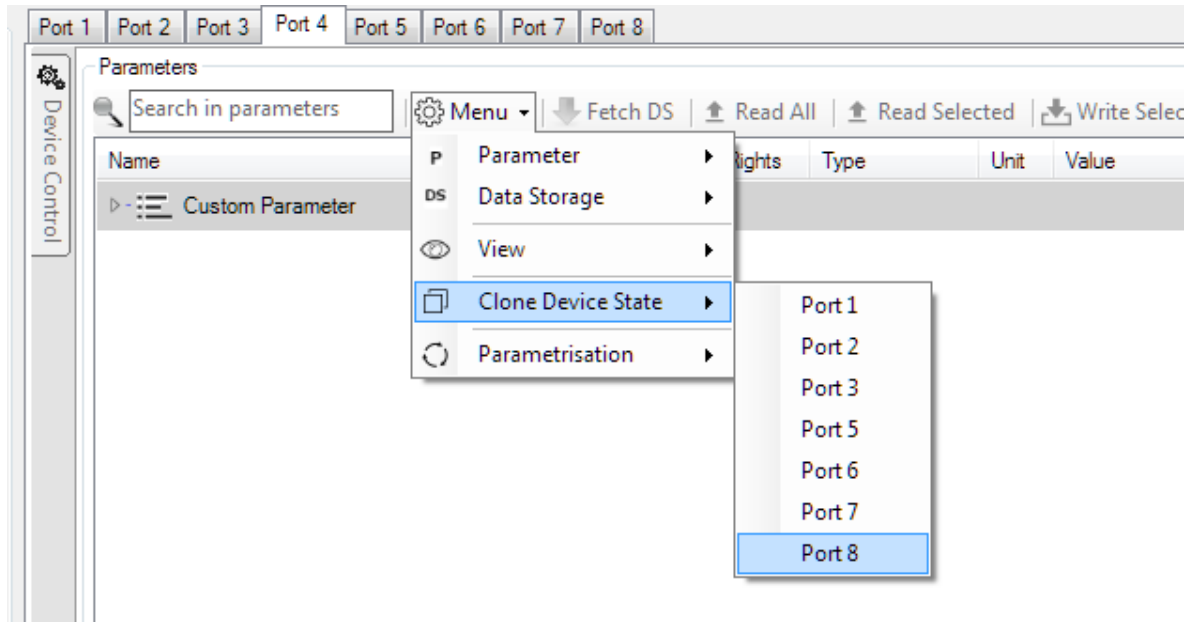 Port 1 Port 2 Port 3 Port 4 Port 5 Port 6 Port 7 Port 8
Device Control
Parameters
Search in parameters Menu Fetch DS Read All Read Selected Write Selec
Name Rights Type Unit Value
Custom Parameter
P Parameter
DS Data Storage
View
Clone Device State
Parametrisation
Port 1
Port 2
Port 3
Port 5
Port 6
Port 7
Port 8